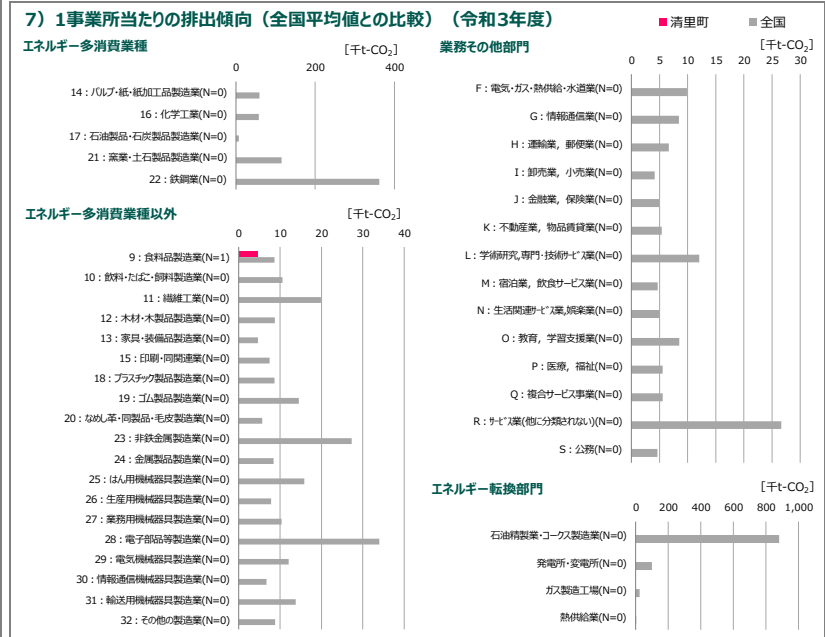 7）1事業所当たりの排出傾向（全国平均値との比較）（令和3年度）
■清里町 ■全国
エネルギー多消費業種
[千t-CO₂]
0 200 400
14：パルプ・紙・紙加工品製造業(N=0)
16：化学工業(N=0)
17：石油製品・石炭製品製造業(N=0)
21：窯業・土石製品製造業(N=0)
22：鉄鋼業(N=0)
エネルギー多消費業種以外
[千t-CO₂]
0 10 20 30 40
9：食料品製造業(N=1)
10：飲料・たばこ・飼料製造業(N=0)
11：繊維工業(N=0)
12：木材・木製品製造業(N=0)
13：家具・装備品製造業(N=0)
15：印刷・同関連業(N=0)
18：プラスチック製品製造業(N=0)
19：ゴム製品製造業(N=0)
20：なめし革・同製品・毛皮製造業(N=0)
23：非鉄金属製造業(N=0)
24：金属製品製造業(N=0)
25：はん用機械器具製造業(N=0)
26：生産用機械器具製造業(N=0)
27：業務用機械器具製造業(N=0)
28：電子部品等製造業(N=0)
29：電気機械器具製造業(N=0)
30：情報通信機械器具製造業(N=0)
31：輸送用機械器具製造業(N=0)
32：その他の製造業(N=0)
業務その他部門
[千t-CO₂]
0 5 10 15 20 25 30
F：電気・ガス・熱供給・水道業(N=0)
G：情報通信業(N=0)
H：運輸業，郵便業(N=0)
I：卸売業，小売業(N=0)
J：金融業，保険業(N=0)
K：不動産業，物品賃貸業(N=0)
L：学術研究,専門・技術ｻｰﾋﾞｽ業(N=0)
M：宿泊業，飲食サービス業(N=0)
N：生活関連ｻｰﾋﾞｽ業,娯楽業(N=0)
O：教育，学習支援業(N=0)
P：医療，福祉(N=0)
Q：複合サービス事業(N=0)
R：ｻｰﾋﾞｽ業(他に分類されない)(N=0)
S：公務(N=0)
エネルギー転換部門
[千t-CO₂]
0 200 400 600 800 1,000
石油精製業・コークス製造業(N=0)
発電所・変電所(N=0)
ガス製造工場(N=0)
熱供給業(N=0)